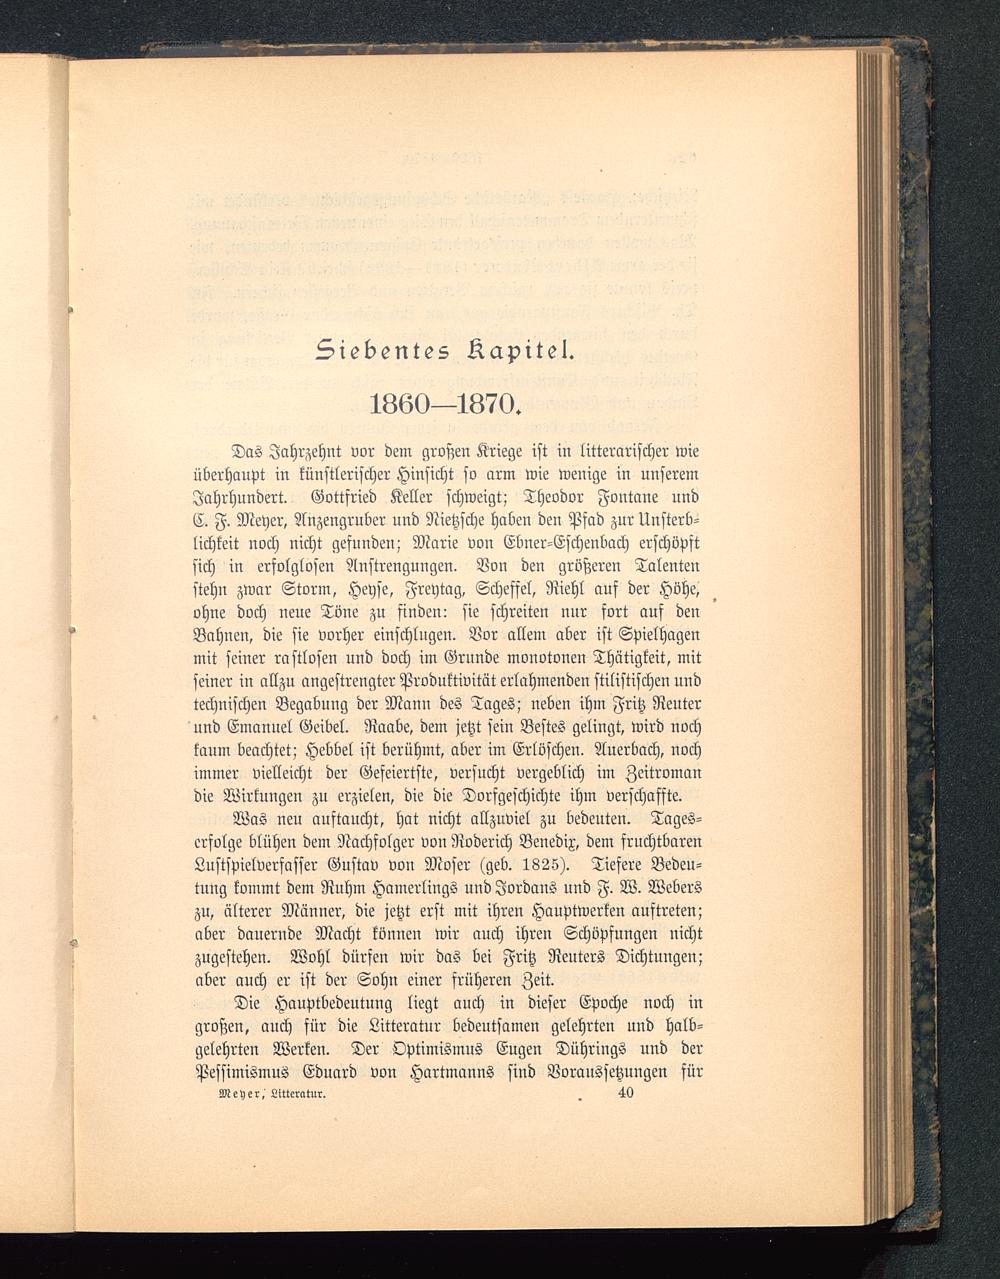 Siebentes Kapitel.
1860—1870.
Das Jahrzehnt vor dem großen Kriege ist in litterarischer wie
überhaupt in künstlerischer Hinsicht so arm wie wenige in unserem
Jahrhundert. Gottfried Keller schweigt; Theodor Fontane und
C. F. Meyer, Anzengruber und Nietzsche haben den Pfad zur Unsterb-
lichkeit noch nicht gefunden; Marie von Ebner-Eschenbach erschöpft
sich in erfolglosen Anstrengungen. Von den größeren Talenten
stehn zwar Storm, Heyse, Freytag, Scheffel, Riehl auf der Höhe,
ohne doch neue Töne zu finden: sie schreiten nur fort auf den
Bahnen, die sie vorher einschlugen. Vor allem aber ist Spielhagen
mit seiner rastlosen und doch im Grunde monotonen Thätigkeit, mit
seiner in allzu angestrengter Produktivität erlahmenden stilistischen und
technischen Begabung der Mann des Tages; neben ihm Fritz Reuter
und Emanuel Geibel. Raabe, dem jetzt sein Bestes gelingt, wird noch
kaum beachtet; Hebbel ist berühmt, aber im Erlöschen. Auerbach, noch
immer vielleicht der Gefeiertste, versucht vergeblich im Zeitroman
die Wirkungen zu erzielen, die die Dorfgeschichte ihm verschaffte.
Was neu auftaucht, hat nicht allzuviel zu bedeuten. Tages-
erfolge blühen dem Nachfolger von Roderich Benedix, dem fruchtbaren
Lustspielverfasser Gustav von Moser (geb. 1825). Tiefere Bedeu-
tung kommt dem Ruhm Hamerlings und Jordans und F. W. Webers
zu, älterer Männer, die jetzt erst mit ihren Hauptwerken auftreten;
aber dauernde Macht können wir auch ihren Schöpfungen nicht
zugestehen. Wohl dürfen wir das bei Fritz Reuters Dichtungen;
aber auch er ist der Sohn einer früheren Zeit.
Die Hauptbedeutung liegt auch in dieser Epoche noch in
großen, auch für die Litteratur bedeutsamen gelehrten und halb-
gelehrten Werken. Der Optimismus Eugen Dührings und der
Pessimismus Eduard von Hartmanns sind Voraussetzungen für
Meyer, Litteratur. 40